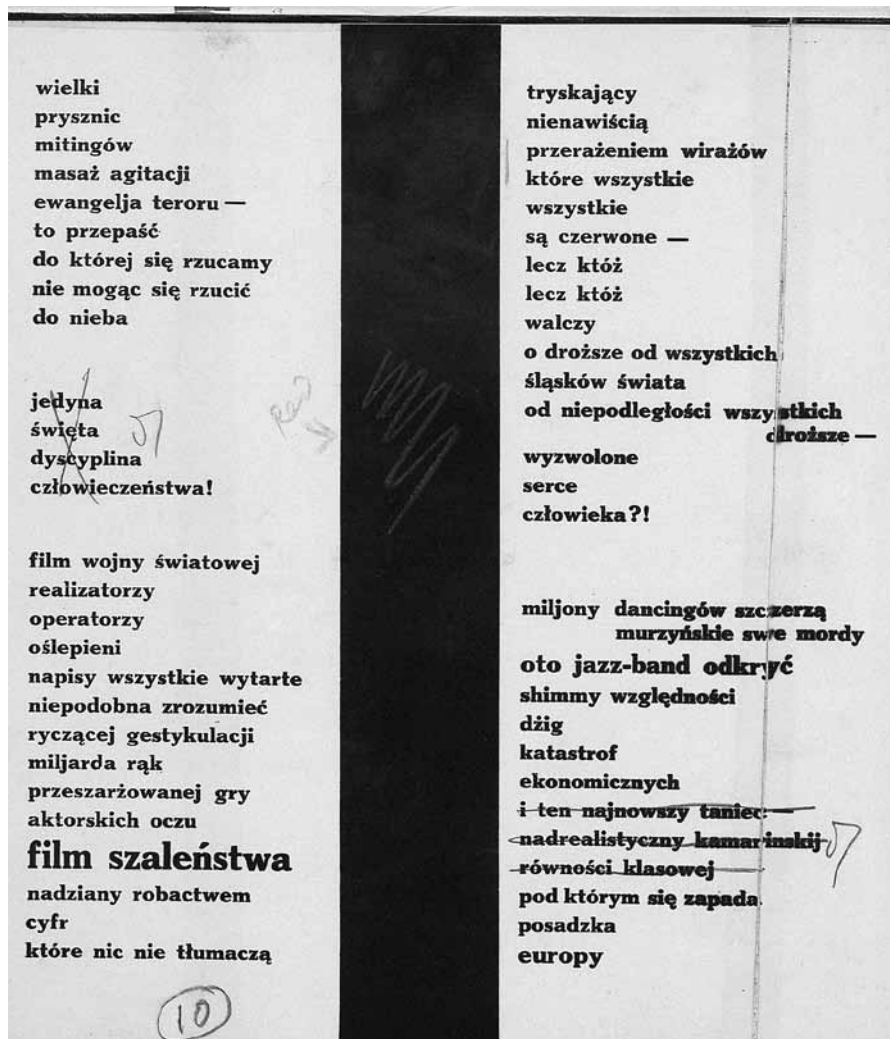 wielki
prysznic
mitingów
masaż agitacji
ewangelja teroru —
to przepaść
do której się rzucamy
nie mogąc się rzucić
do nieba
jedyna
święta
dyscyplina
człowieczeństwa!
film wojny światowej
realizatorzy
operatorzy
oślepieni
napisy wszystkie wytarte
niepodobna zrozumieć
ryczącej gestykulacji
miljarda rąk
przeszarżowanej gry
aktorskich oczu
film szaleństwa
nadziany robactwem
cyfr
które nic nie tłumaczą
10
tryskający
nienawiścią
przerażeniem wirażów
które wszystkie
wszystkie
są czerwone —
lecz któż
lecz któż
walczy
o droższe od wszystkich
śląsków świata
od niepodległości wszystkich
droższe —
wyzwolone
serce
człowieka?!
miljony dancingów szczerzą
murzyńskie swe mordy
oto jazz-band odkryć
shimmy względności
dżig
katastrof
ekonomicznych
i ten najnowszy taniec —
nadrealistyczny kamarinskij
równości klasowej
pod którym się zapada
posadzka
europy